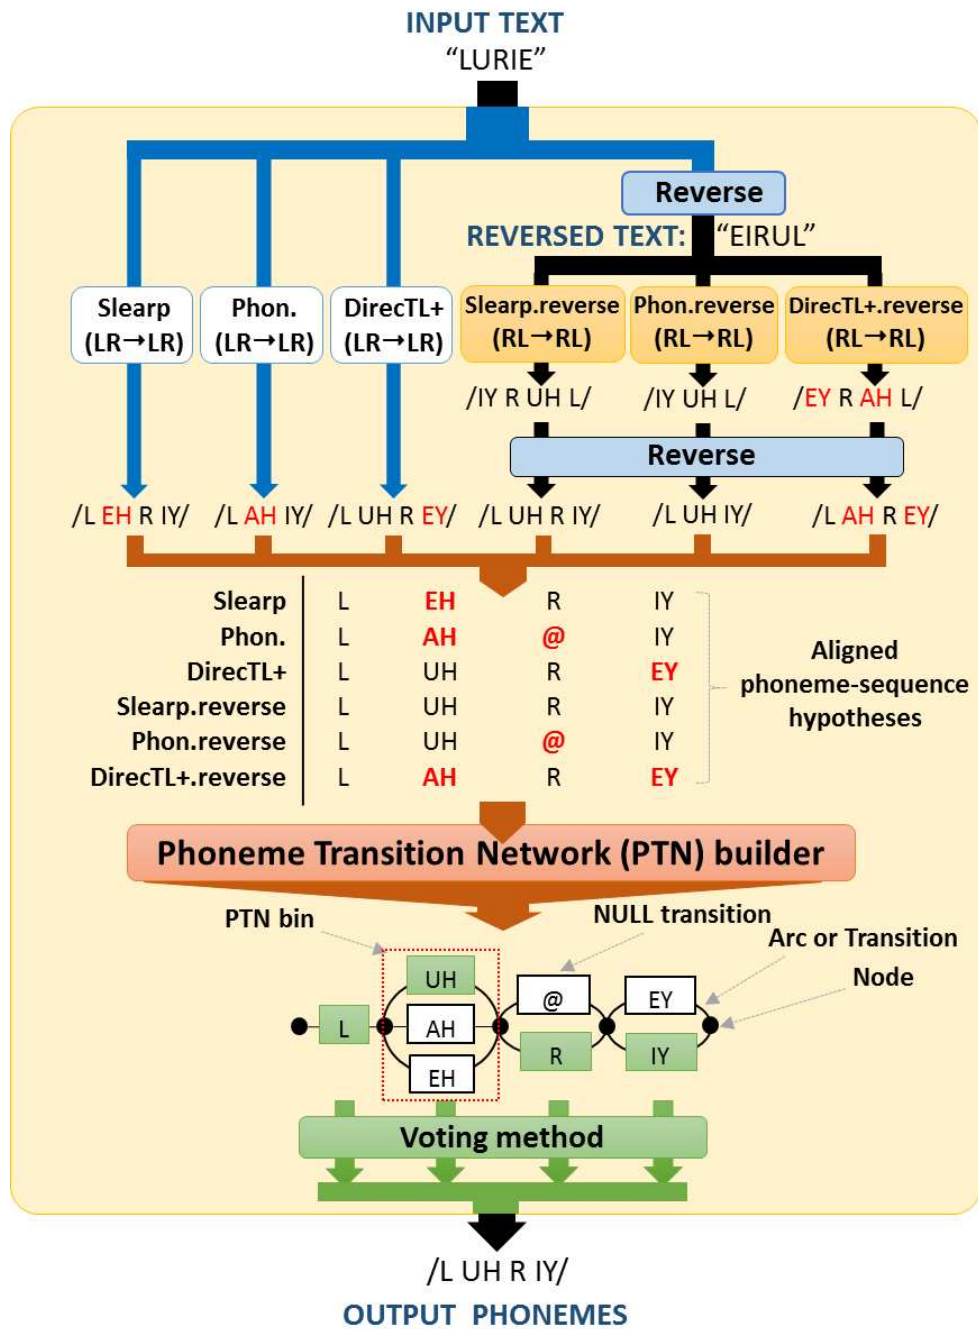 INPUT TEXT
“LURIE”
Reverse
REVERSED TEXT: “EIRUL”
Slearp
(LR→LR)
Phon.
(LR→LR)
DirecTL+
(LR→LR)
Slearp.reverse
(RL→RL)
Phon.reverse
(RL→RL)
DirecTL+.reverse
(RL→RL)
/IY R UH L/
/IY UH L/
/EY R AH L/
Reverse
/L EH R IY/
/L AH IY/
/L UH R EY/
/L UH R IY/
/L UH IY/
/L AH R EY/
Slearp L EH R IY
Phon. L AH @ IY
DirecTL+ L UH R EY
Slearp.reverse L UH R IY
Phon.reverse L UH @ IY
DirecTL+.reverse L AH R EY
Aligned
phoneme-sequence
hypotheses
Phoneme Transition Network (PTN) builder
PTN bin
NULL transition
Arc or Transition
Node
L
UH
AH
EH
@
R
EY
IY
Voting method
/L UH R IY/
OUTPUT PHONEMES